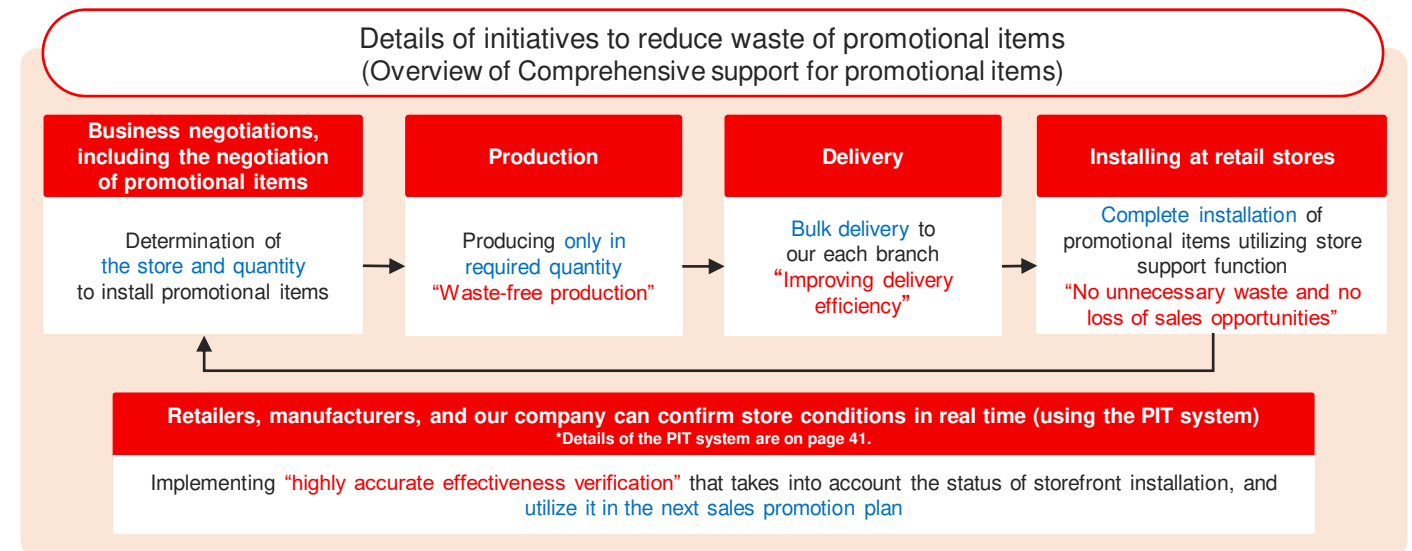 Details of initiatives to reduce waste of promotional items
(Overview of Comprehensive support for promotional items)
Business negotiations,
including the negotiation
of promotional items
Determination of
the store and quantity
to install promotional items
Production
Producing only in
required quantity
“Waste-free production”
Delivery
Bulk delivery to
our each branch
“Improving delivery
efficiency”
Installing at retail stores
Complete installation of
promotional items utilizing store
support function
“No unnecessary waste and no
loss of sales opportunities”
Retailers, manufacturers, and our company can confirm store conditions in real time (using the PIT system)
*Details of the PIT system are on page 41.
Implementing “highly accurate effectiveness verification” that takes into account the status of storefront installation, and
utilize it in the next sales promotion plan